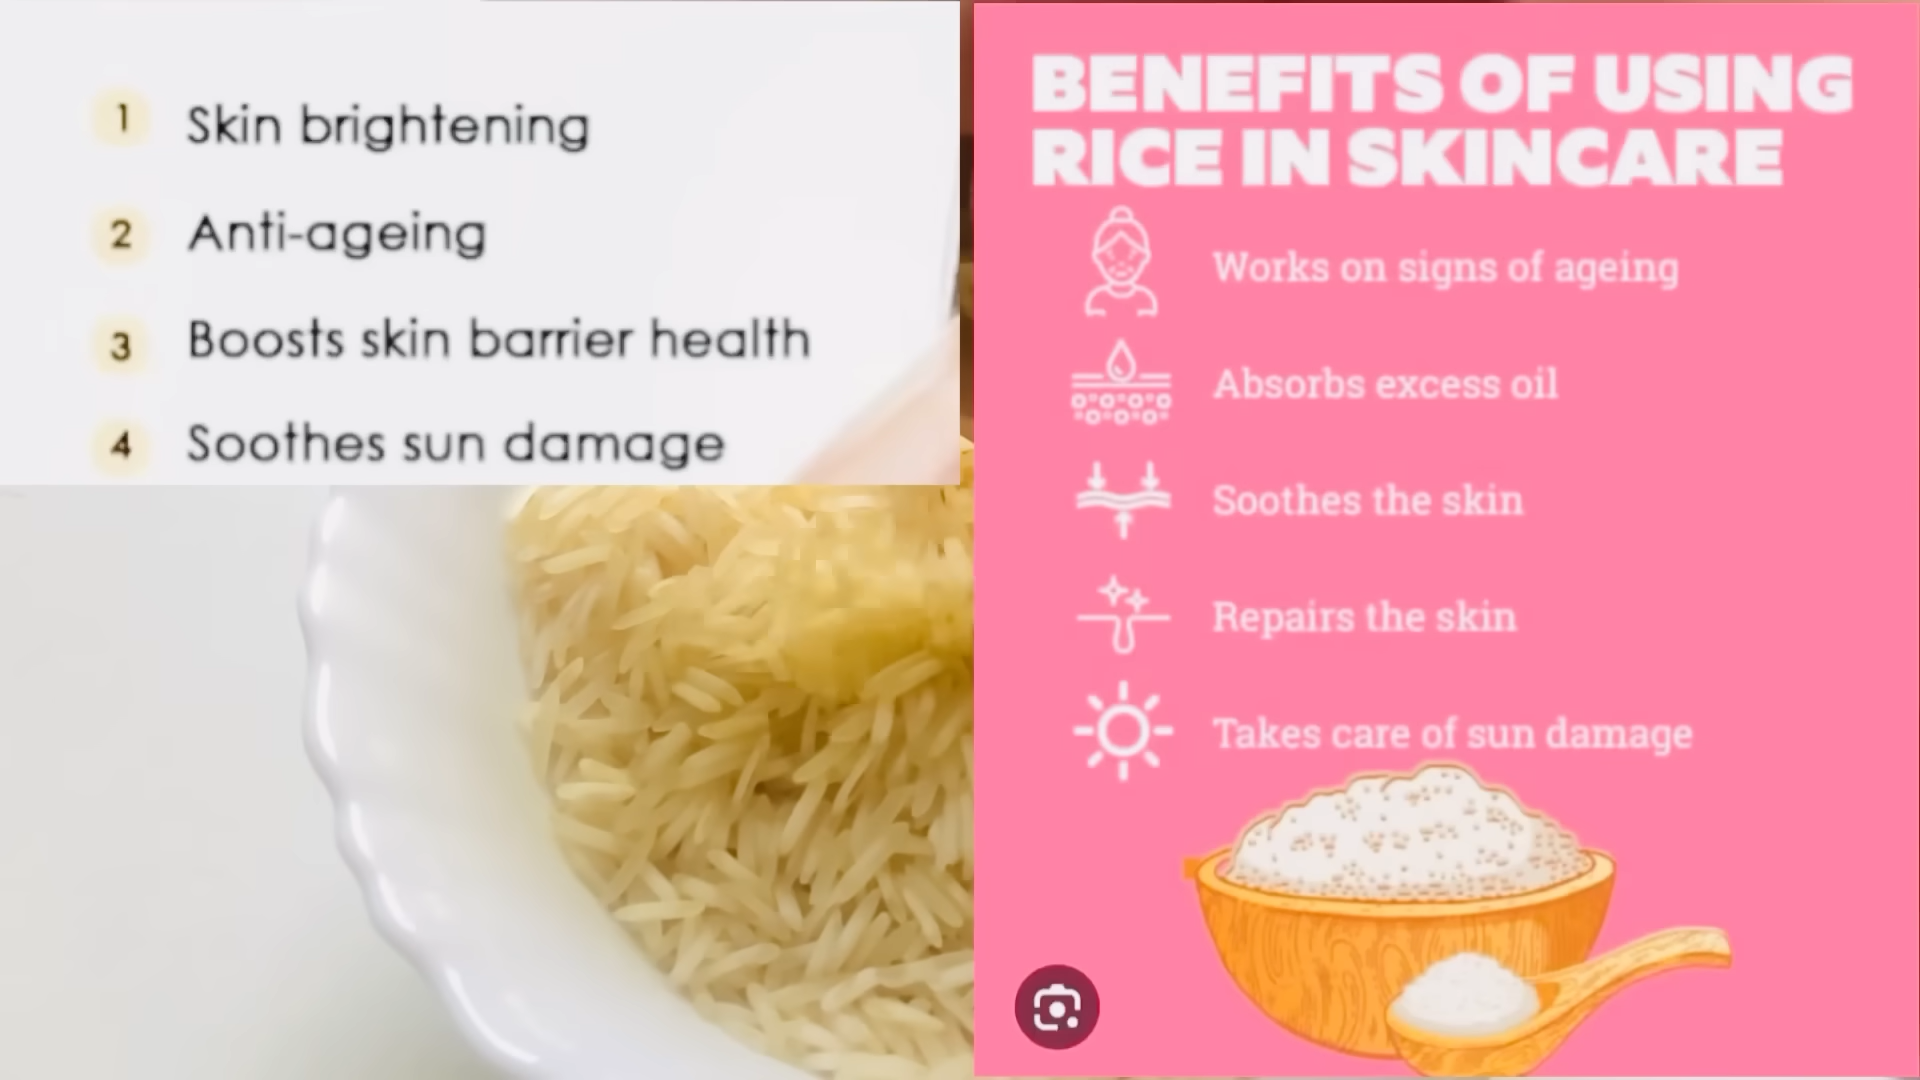 1 Skin brightening
2 Anti-ageing
3 Boosts skin barrier health
4 Soothes sun damage
BENEFITS OF USING
RICE IN SKINCARE
Works on signs of ageing
Absorbs excess oil
Soothes the skin
Repairs the skin
Takes care of sun damage